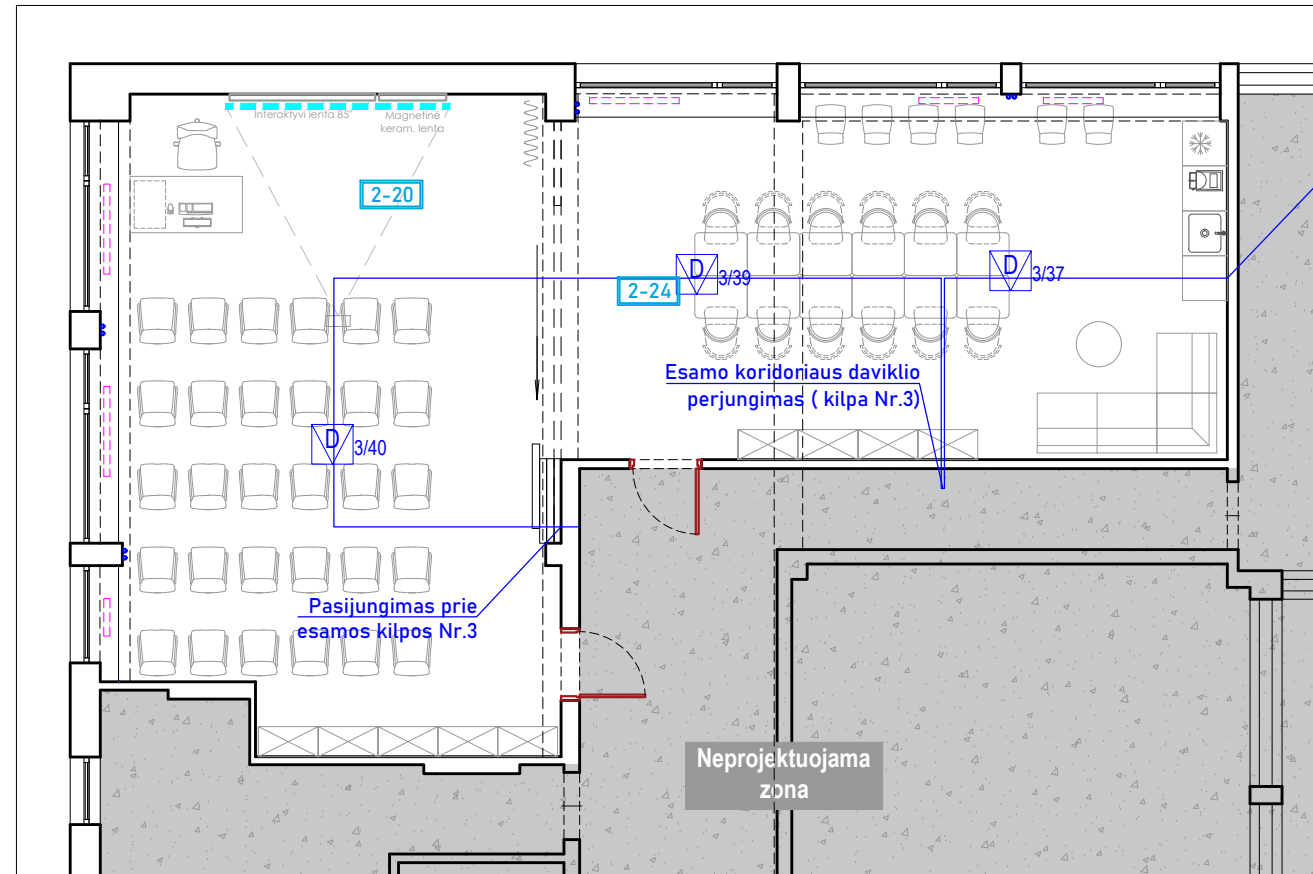 Interaktyvi lenta 85"
Magnetinė
keram. lenta
2-20
D
3/39
D
3/37
2-24
Esamo koridoriaus daviklio
perjungimas ( kilpa Nr.3)
D
3/40
Pasijungimas prie
esamos kilpos Nr.3
Neprojektuojama
zona